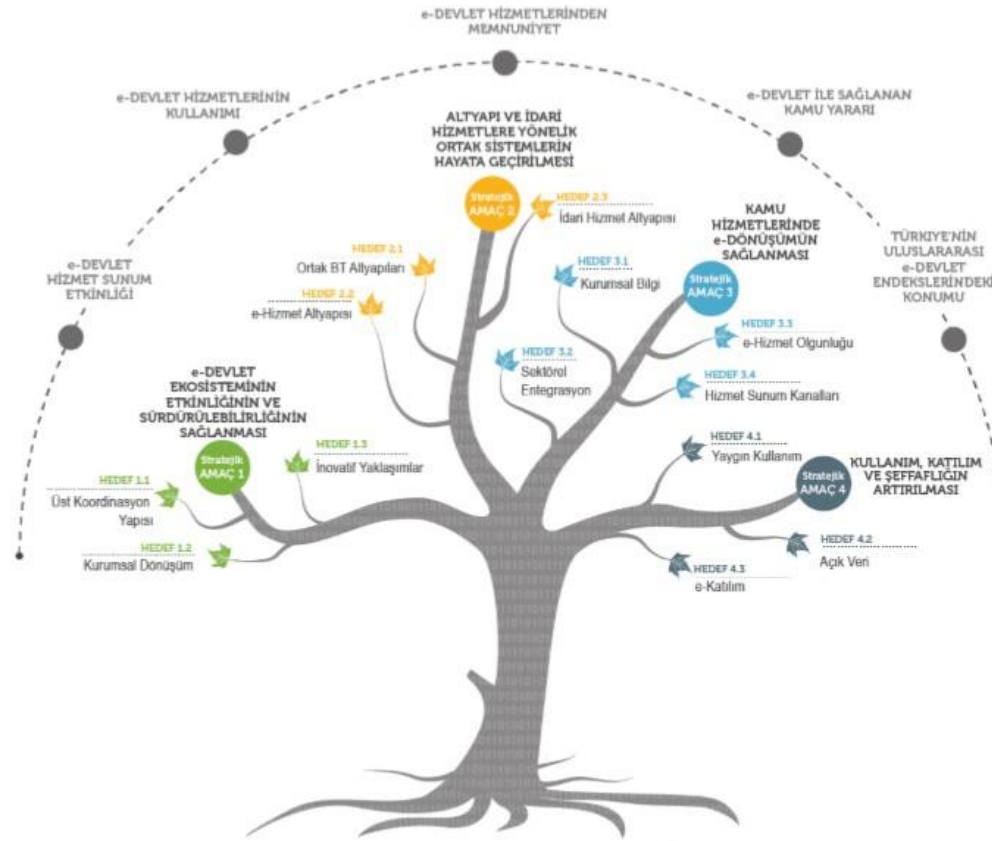 e-DEVLET HİZMETLERİNDEN
MEMNUNİYET
e-DEVLET HİZMETLERİNİN
KULLANIMI
e-DEVLET İLE SAĞLANAN
KAMU YARARI
e-DEVLET
HİZMET SUNUM
ETKİNLİĞİ
TÜRKİYE'NİN
ULUSLARARASI
e-DEVLET
ENDEKSLERİNDEKİ
KONUMU
ALTYAPI VE İDARİ
HİZMETLERE YÖNELİK
ORTAK SİSTEMLERİN
HAYATA GEÇİRİLMESİ
Stratejik
AMAÇ 2
HEDEF 2.1
Ortak BT Altyapıları
HEDEF 2.2
e-Hizmet Altyapısı
HEDEF 2.3
İdari Hizmet Altyapısı
KAMU
HİZMETLERİNDE
e-DÖNÜŞÜMÜN
SAĞLANMASI
Stratejik
AMAÇ 3
HEDEF 3.1
Kurumsal Bilgi
HEDEF 3.2
Sektörel
Entegrasyon
HEDEF 3.3
e-Hizmet Olgunluğu
HEDEF 3.4
Hizmet Sunum Kanalları
e-DEVLET
EKOSİSTEMİNİN
ETKİNLİĞİNİN VE
SÜRDÜRÜLEBİLİRLİĞİNİN
SAĞLANMASI
Stratejik
AMAÇ 1
HEDEF 1.1
Üst Koordinasyon
Yapısı
HEDEF 1.2
Kurumsal Dönüşüm
HEDEF 1.3
İnovatif Yaklaşımlar
KULLANIM, KATILIM
VE ŞEFFAFLIĞIN
ARTIRILMASI
Stratejik
AMAÇ 4
HEDEF 4.1
Yaygın Kullanım
HEDEF 4.2
Açık Veri
HEDEF 4.3
e-Katılım